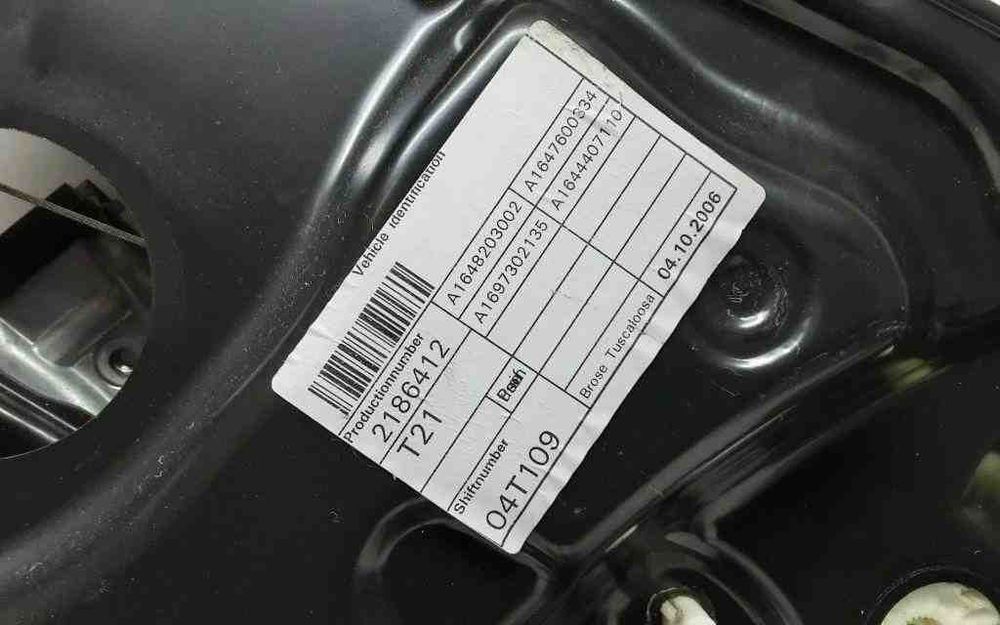 Vehicle Identification
Productionnumber
2186412
T21
A1648203002
A1647600334
A1697302135
A1644407110
Shiftnumber
04T109
Brose Tuscaloosa
04.10.2006